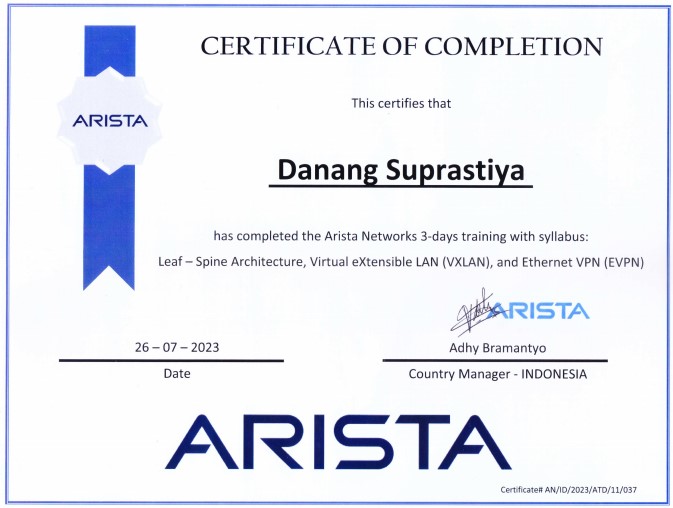 CERTIFICATE OF COMPLETION
ARISTA
This certifies that
Danang Suprastiya
has completed the Arista Networks 3-days training with syllabus:
Leaf – Spine Architecture, Virtual eXtensible LAN (VXLAN), and Ethernet VPN (EVPN)
ARISTA
26 – 07 – 2023
Adhy Bramantyo
Date
Country Manager - INDONESIA
ARISTA
Certificate# AN/ID/2023/ATD/11/037